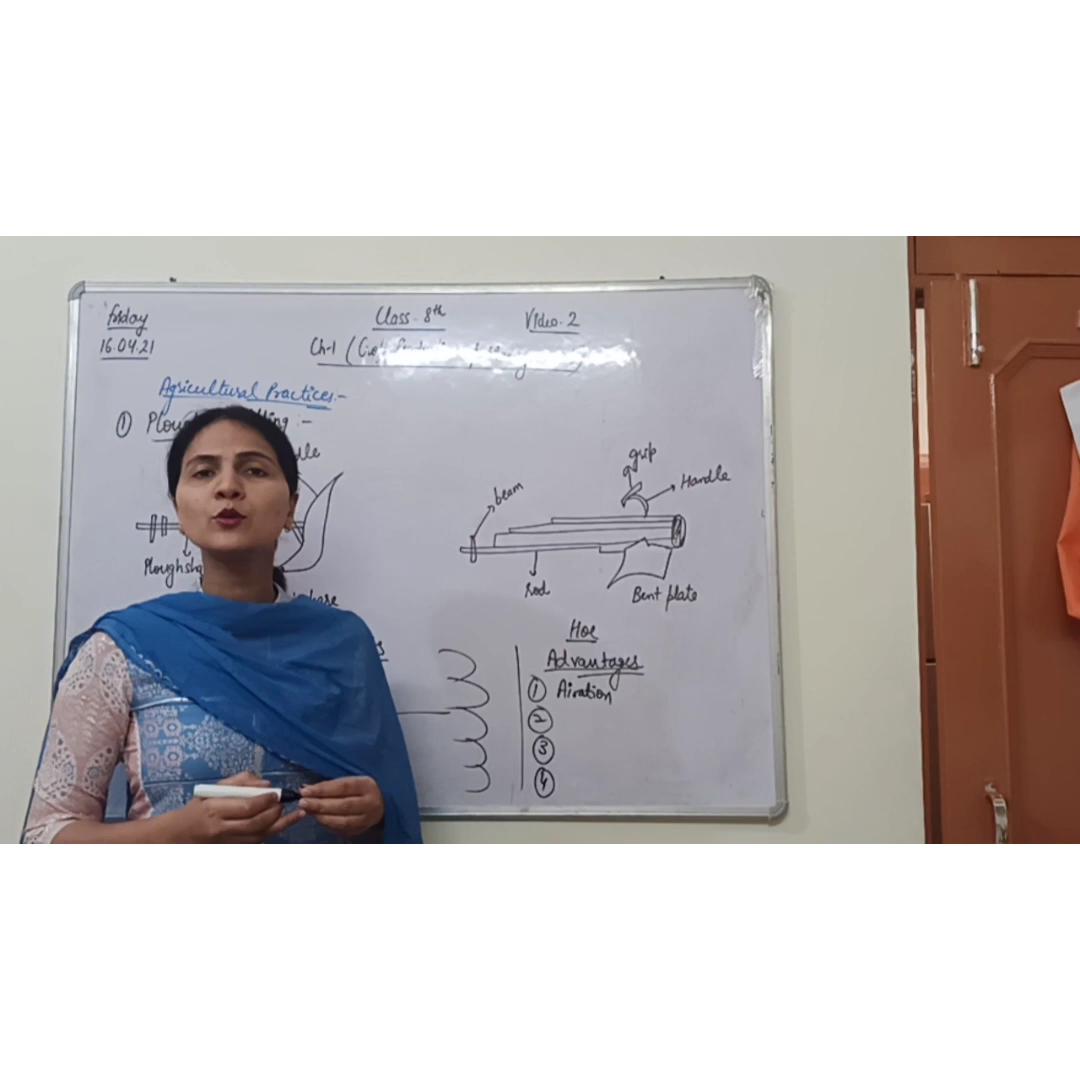 Friday
16.04.21
Class - 8th
Video - 2
Ch-1 (
Agricultural Practices :-
① :-
grip
Handle
beam
Rod
Bent plate
Hoe
Advantages
① Airation
②
③
④